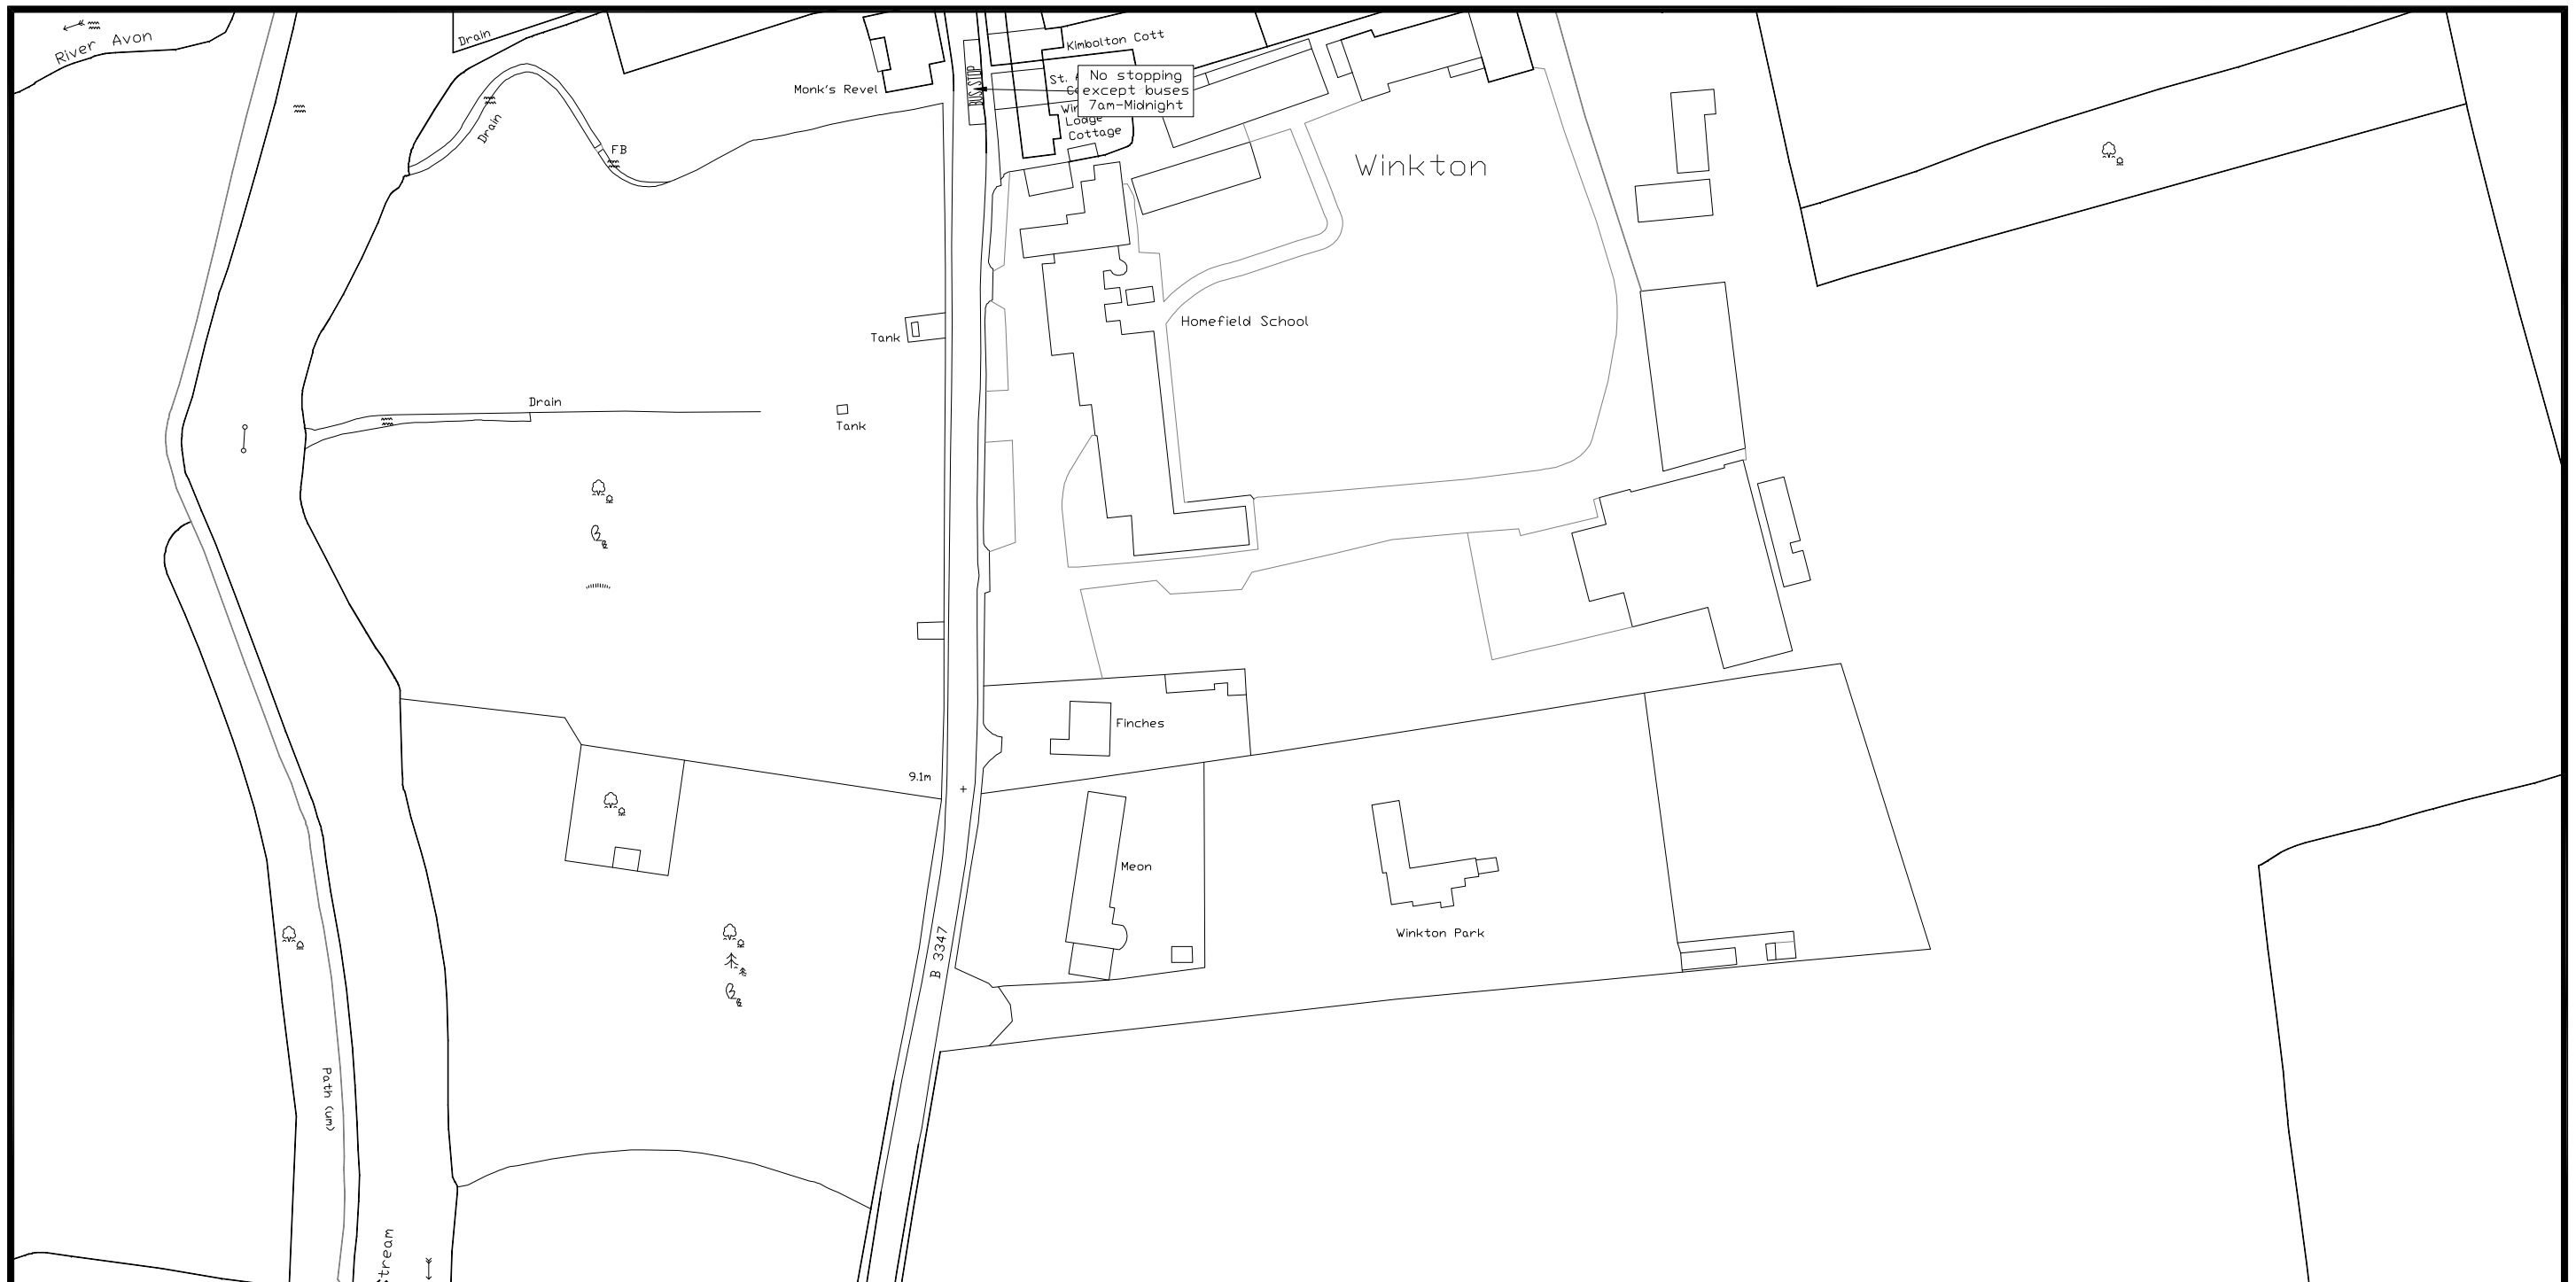 River Avon
Drain
Kimbolton Cott
Monk's Revel
BUS STOP
St.
No stopping
except buses
7am-Midnight
Lodge
Cottage
Drain
FB
Winkton
Homefield School
Tank
Drain
Tank
Finches
9.1m
Meon
B 3347
Winkton Park
Path (um)
tream